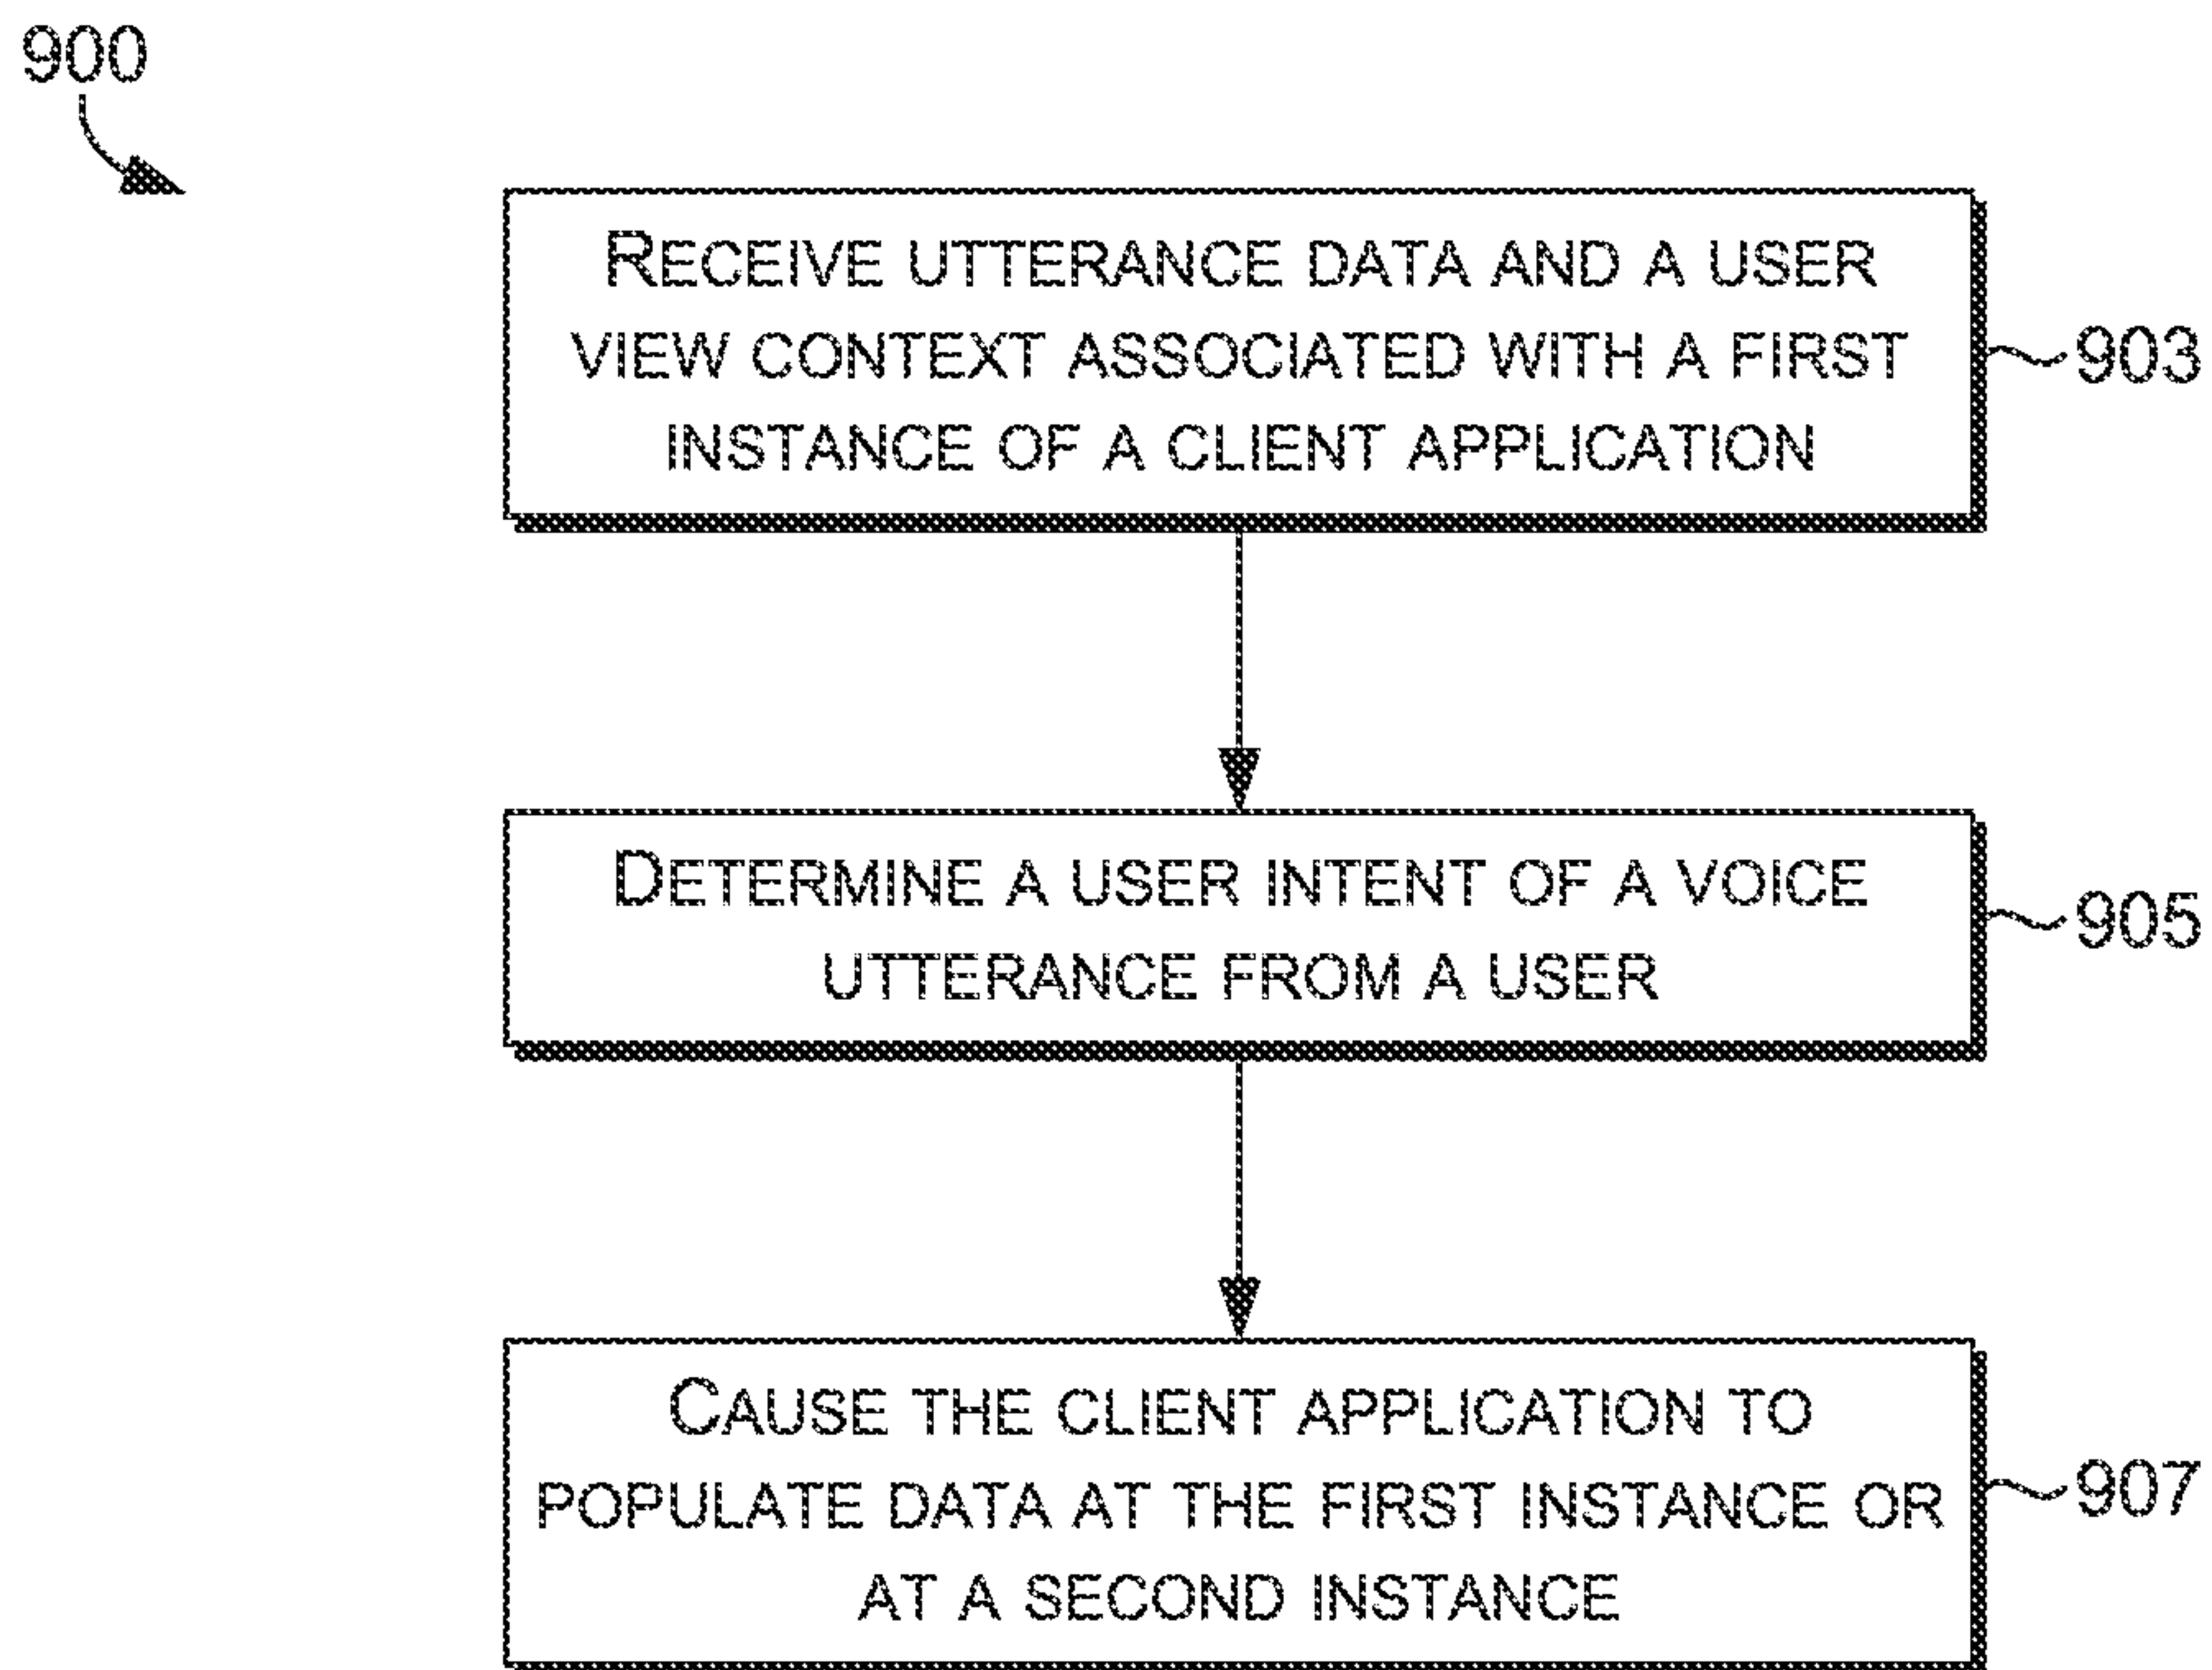 900
RECEIVE UTTERANCE DATA AND A USER
VIEW CONTEXT ASSOCIATED WITH A FIRST
INSTANCE OF A CLIENT APPLICATION
903
DETERMINE A USER INTENT OF A VOICE
UTTERANCE FROM A USER
905
CAUSE THE CLIENT APPLICATION TO
POPULATE DATA AT THE FIRST INSTANCE OR
AT A SECOND INSTANCE
907